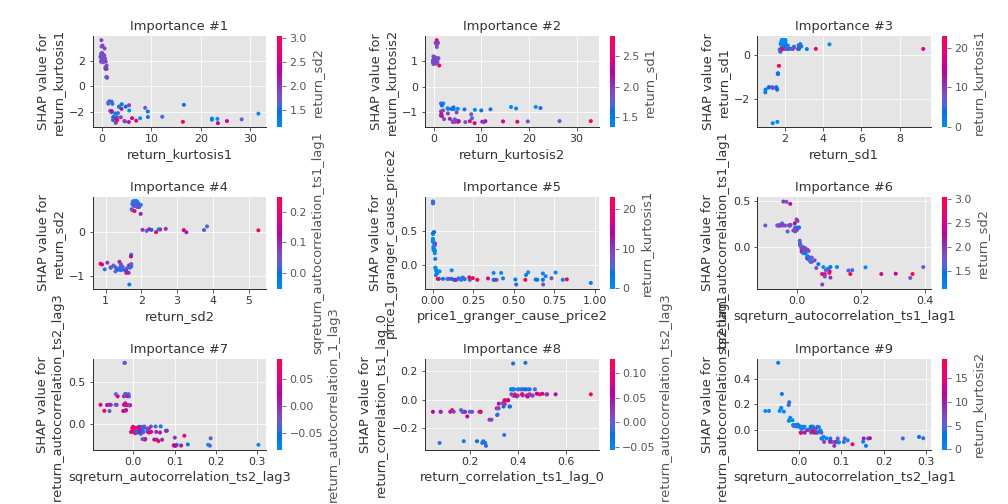 Importance #1
SHAP value for
return_kurtosis1
2
0
−2
0
10
20
30
return_kurtosis1
3.0
2.5
2.0
1.5
return_sd2
Importance #2
SHAP value for
return_kurtosis2
3
2
1
0
−1
0
10
20
30
return_kurtosis2
2.5
2.0
1.5
return_sd1
Importance #3
SHAP value for
return_sd1
0
−2
2
4
6
8
return_sd1
20
10
0
return_kurtosis1
Importance #4
SHAP value for
return_sd2
0
−1
1
2
3
4
5
return_sd2
0.2
0.1
0.0
sqreturn_autocorrelation_ts1_lag1
Importance #5
SHAP value for
price1_granger_cause_price2
0.5
0.0
0.00
0.25
0.50
0.75
1.00
price1_granger_cause_price2
20
10
0
return_kurtosis1
Importance #6
SHAP value for
sqreturn_autocorrelation_ts1_lag1
0.5
0.0
0.0
0.2
0.4
sqreturn_autocorrelation_ts1_lag1
3.0
2.5
2.0
1.5
return_sd2
Importance #7
SHAP value for
sqreturn_autocorrelation_ts2_lag3
0.5
0.0
0.0
0.1
0.2
0.3
sqreturn_autocorrelation_ts2_lag3
0.05
0.00
−0.05
return_autocorrelation_1_lag3
Importance #8
SHAP value for
return_correlation_ts1_lag_0
0.2
0.0
−0.2
0.2
0.4
0.6
return_correlation_ts1_lag_0
0.10
0.05
0.00
−0.05
return_autocorrelation_ts2_lag3
Importance #9
SHAP value for
0.4
0.2
0.0
0.0
0.1
0.2
0.3
sqreturn_autocorrelation_ts2_lag1
15
10
5
0
return_kurtosis2